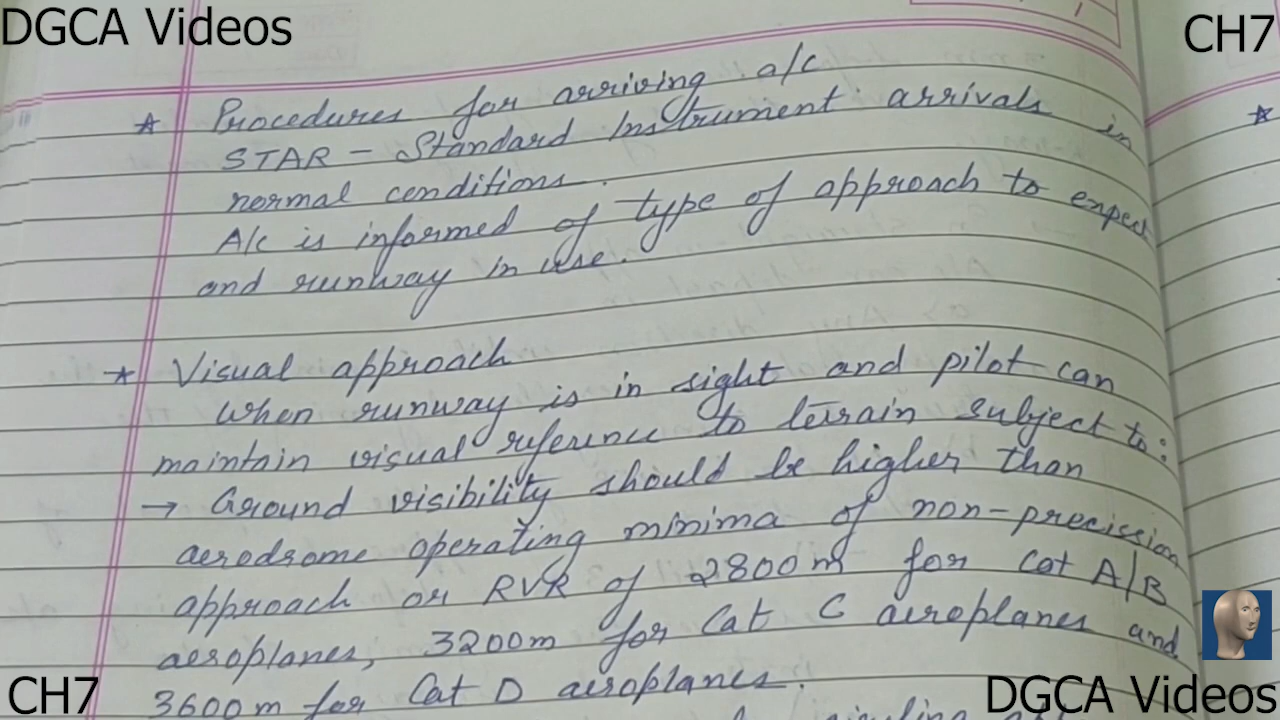 DGCA Videos
CH7
* Procedures for arriving a/c
STAR - Standard Instrument arrivals in
normal conditions.
A/c is informed of type of approach to expect
and runway in use.
* Visual approach
when runway is in sight and pilot can
maintain visual reference to terrain subject to:
→ Ground visibility should be higher than
aerodrome operating minima of non-precission
approach or RVR of 2800m for Cat A/B
aeroplanes, 3200m for Cat C aeroplanes and
3600m for Cat D aeroplanes.
CH7
DGCA Videos